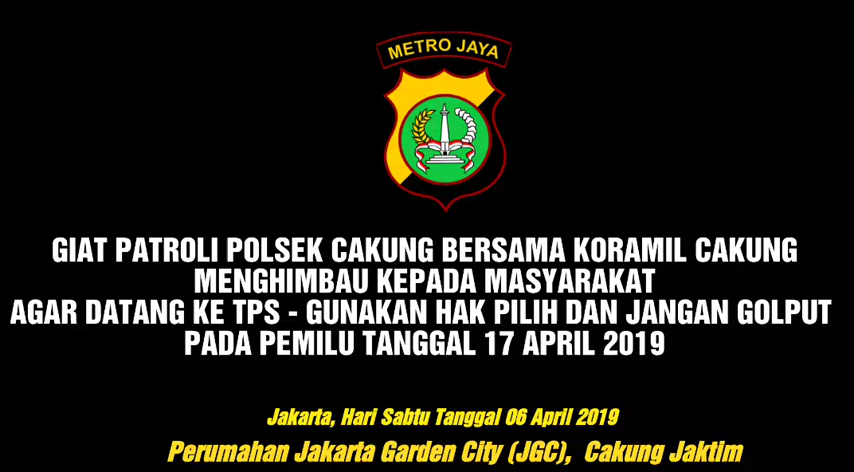 METRO JAYA
GIAT PATROLI POLSEK CAKUNG BERSAMA KORAMIL CAKUNG
MENGHIMBAU KEPADA MASYARAKAT
AGAR DATANG KE TPS - GUNAKAN HAK PILIH DAN JANGAN GOLPUT
PADA PEMILU TANGGAL 17 APRIL 2019
Jakarta, Hari Sabtu Tanggal 06 April 2019
Perumahan Jakarta Garden City (JGC), Cakung Jaktim